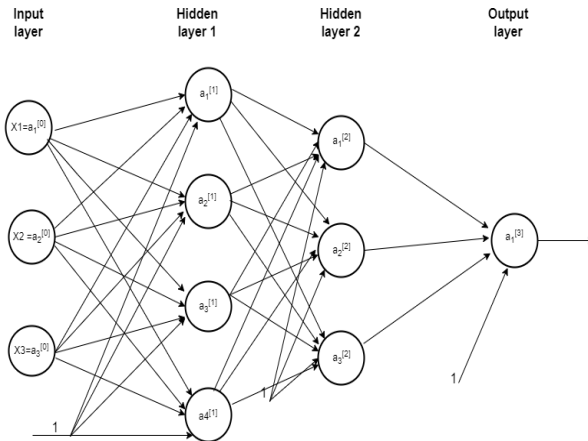 Input
layer
Hidden
layer 1
Hidden
layer 2
Output
layer
X1=a₁^[0]
X2 =a₂^[0]
X3=a₃^[0]
a₁^[1]
a₂^[1]
a₃^[1]
a4^[1]
a₁^[2]
a₂^[2]
a₃^[2]
a₁^[3]
1
1
1